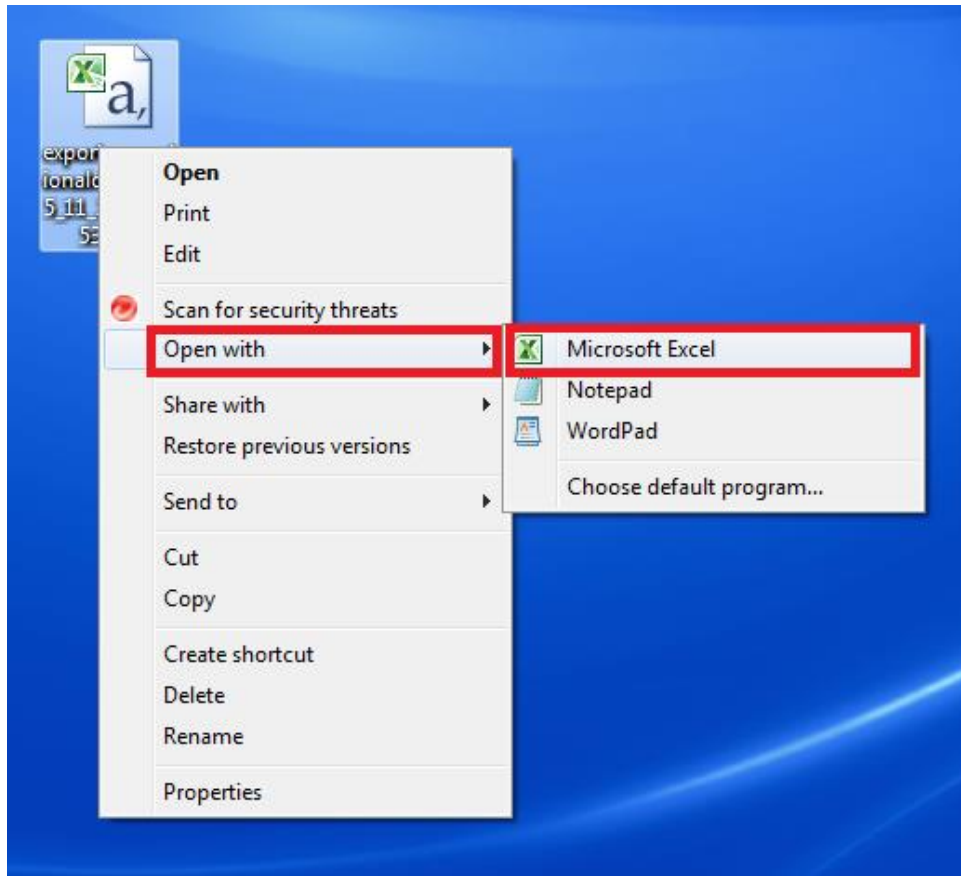 a,
5_11_
Open
Print
Edit
Scan for security threats
Open with
Microsoft Excel
Notepad
WordPad
Choose default program...
Share with
Restore previous versions
Send to
Cut
Copy
Create shortcut
Delete
Rename
Properties